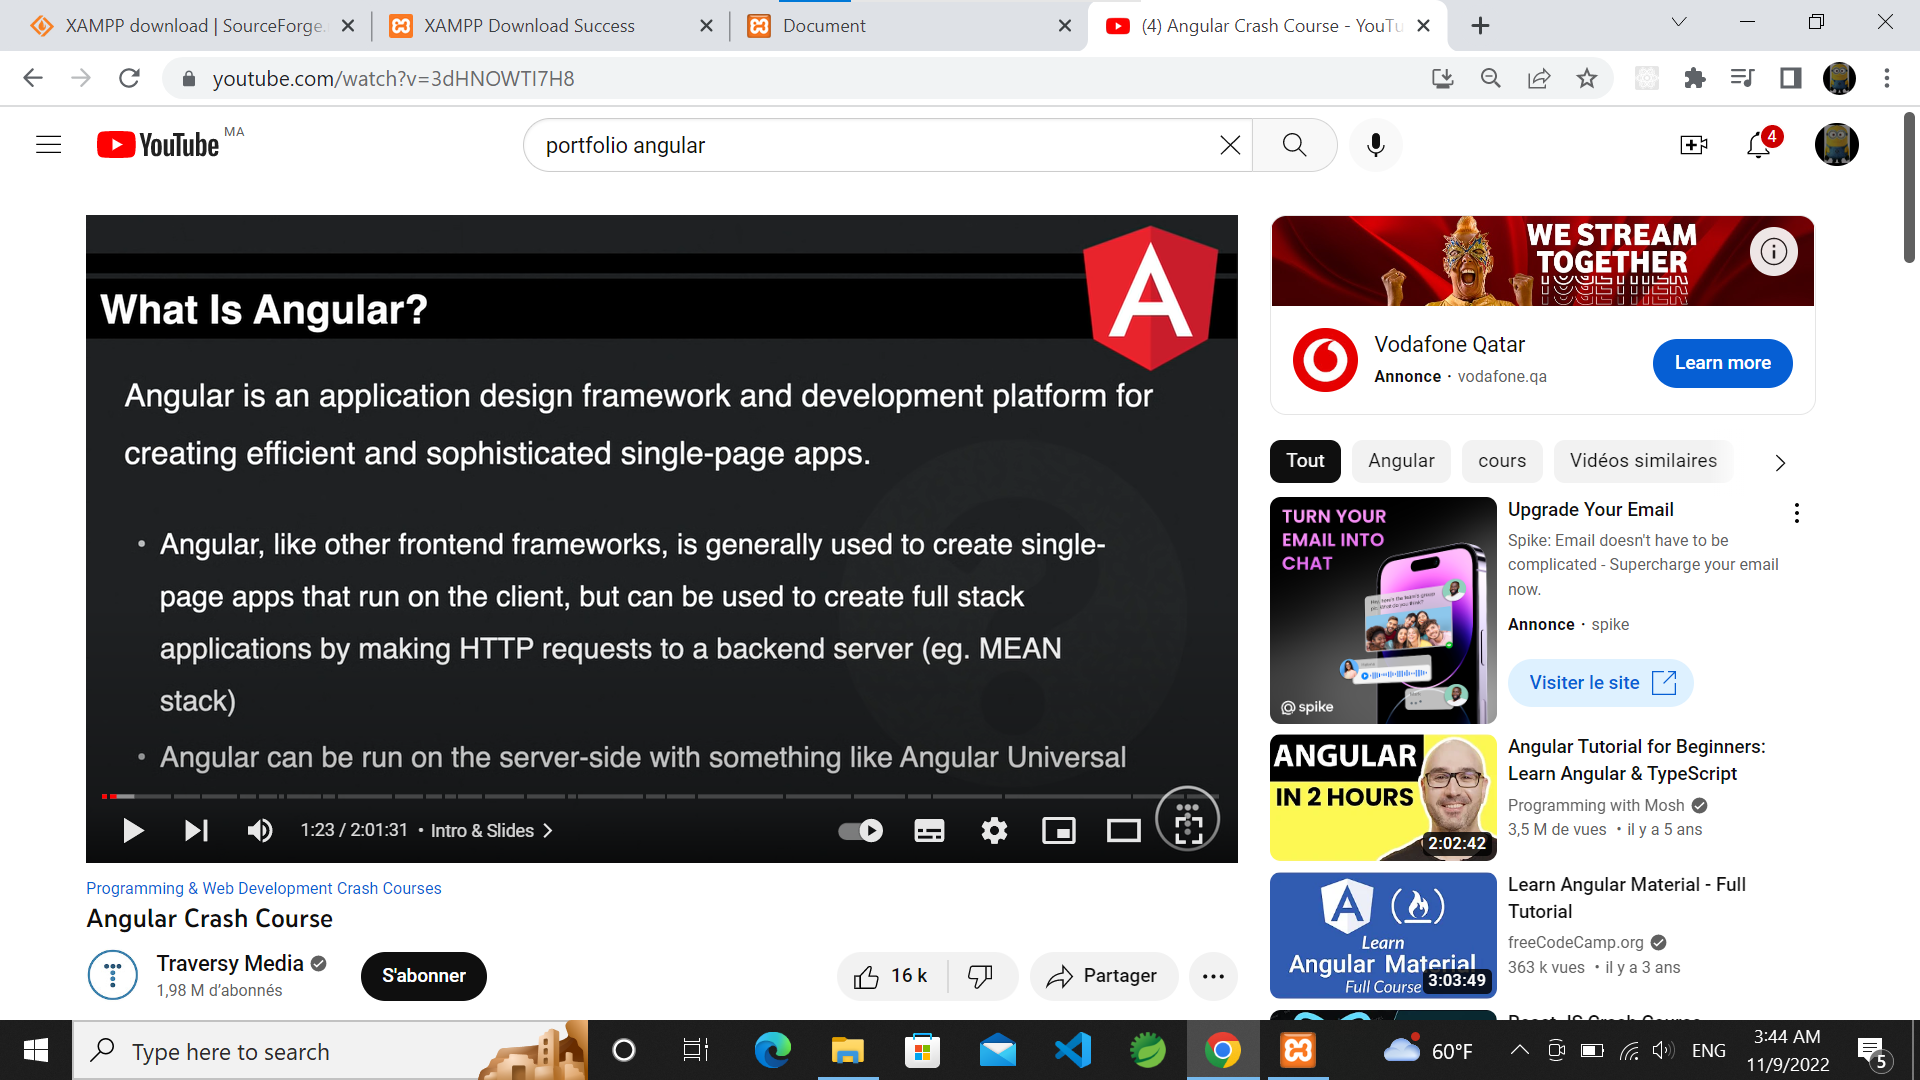 XAMPP download | SourceForge.
XAMPP Download Success
Document
(4) Angular Crash Course - YouTu
youtube.com/watch?v=3dHNOWTI7H8
YouTube MA
portfolio angular
4
What Is Angular?
Angular is an application design framework and development platform for
creating efficient and sophisticated single-page apps.
• Angular, like other frontend frameworks, is generally used to create single-
page apps that run on the client, but can be used to create full stack
applications by making HTTP requests to a backend server (eg. MEAN
stack)
• Angular can be run on the server-side with something like Angular Universal
1:23 / 2:01:31 • Intro & Slides
Programming & Web Development Crash Courses
Angular Crash Course
Traversy Media
1,98 M d’abonnés
S'abonner
16 k
Partager
WE STREAM
TOGETHER
TOGETHER
Vodafone Qatar
Annonce · vodafone.qa
Learn more
Tout
Angular
cours
Vidéos similaires
TURN YOUR
EMAIL INTO
CHAT
spike
Upgrade Your Email
Spike: Email doesn't have to be
complicated - Supercharge your email
now.
Annonce · spike
Visiter le site
ANGULAR
IN 2 HOURS
2:02:42
Angular Tutorial for Beginners:
Learn Angular & TypeScript
Programming with Mosh
3,5 M de vues • il y a 5 ans
Learn
Angular Material
Full Course
3:03:49
Learn Angular Material - Full
Tutorial
freeCodeCamp.org
363 k vues • il y a 3 ans
Type here to search
60°F
ENG
3:44 AM
11/9/2022
5